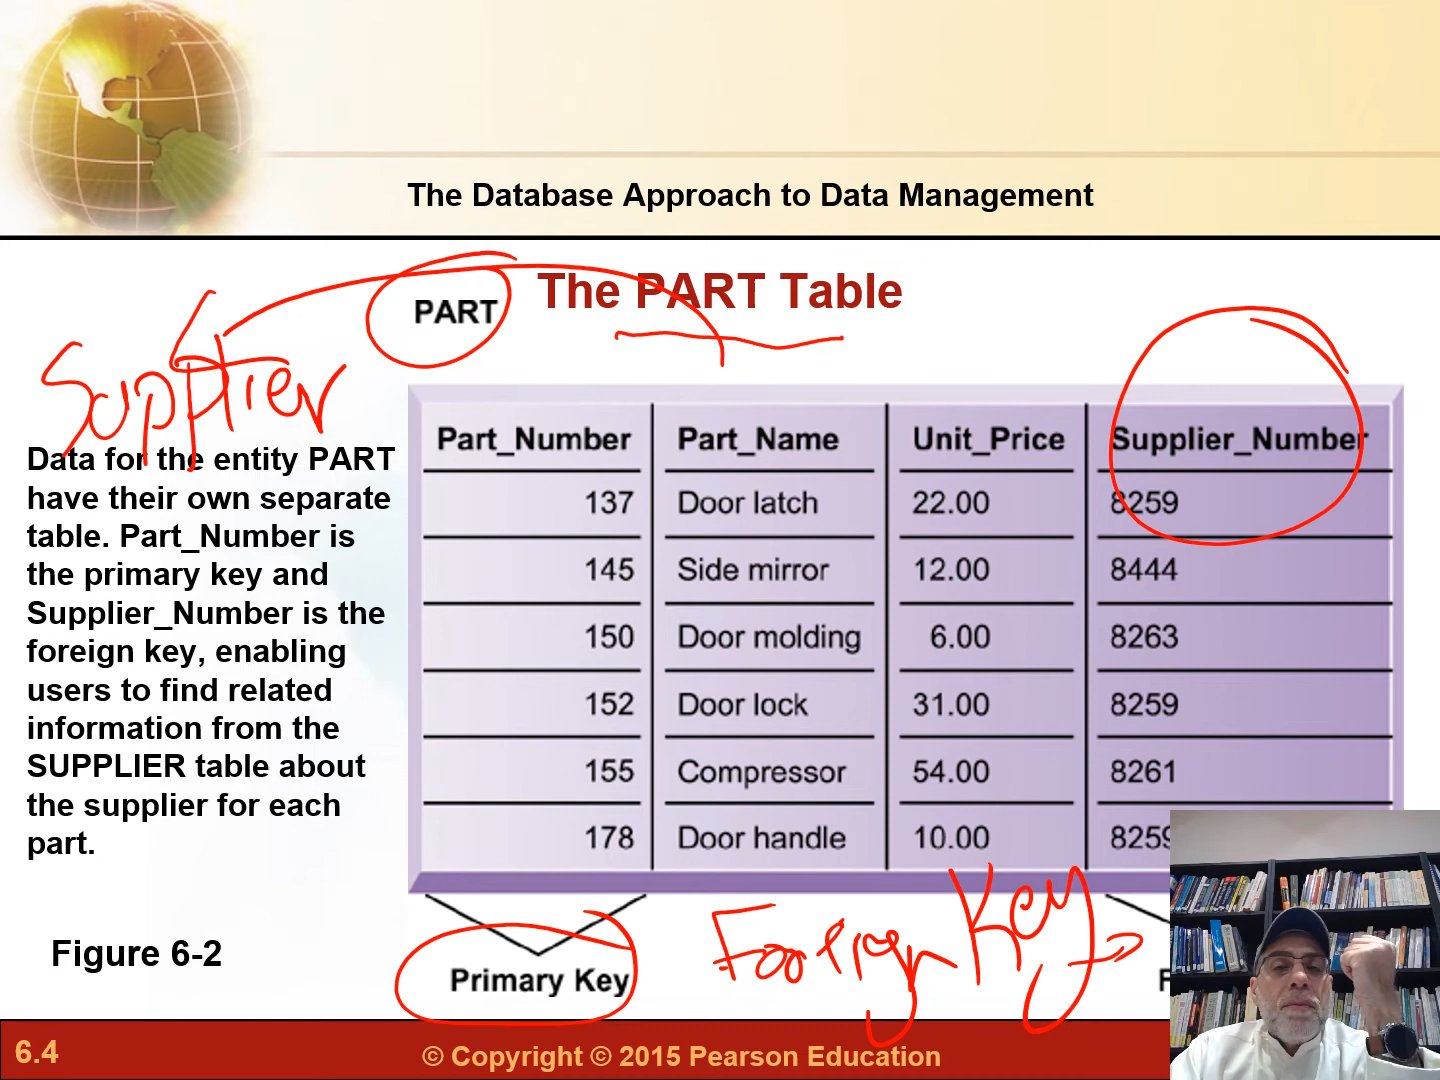 The Database Approach to Data Management
PART
The PART Table
Supplier
Data for the entity PART
have their own separate
table. Part_Number is
the primary key and
Supplier_Number is the
foreign key, enabling
users to find related
information from the
SUPPLIER table about
the supplier for each
part.
Part_Number Part_Name Unit_Price Supplier_Number
137 Door latch 22.00 8259
145 Side mirror 12.00 8444
150 Door molding 6.00 8263
152 Door lock 31.00 8259
155 Compressor 54.00 8261
178 Door handle 10.00 8259
Foreign Key
Figure 6-2
Primary Key
6.4
© Copyright © 2015 Pearson Education